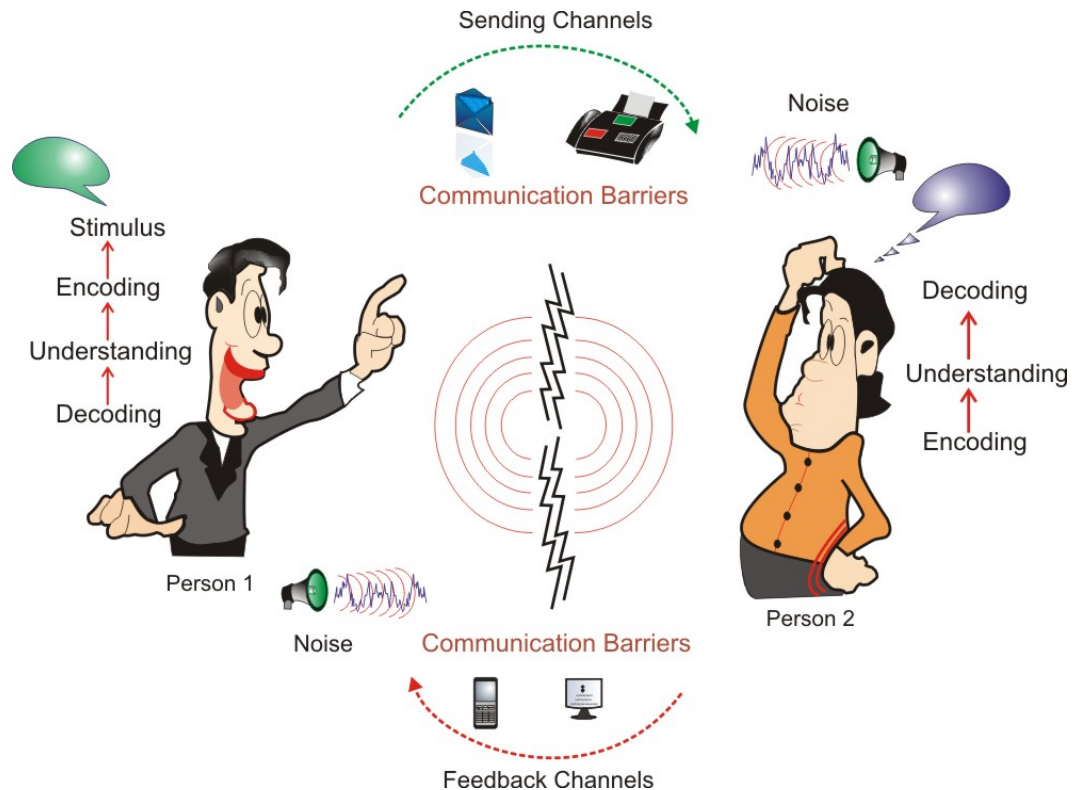 Sending Channels
Noise
Communication Barriers
Stimulus
Encoding
Understanding
Decoding
Decoding
Understanding
Encoding
Person 1
Noise
Communication Barriers
Person 2
Feedback Channels